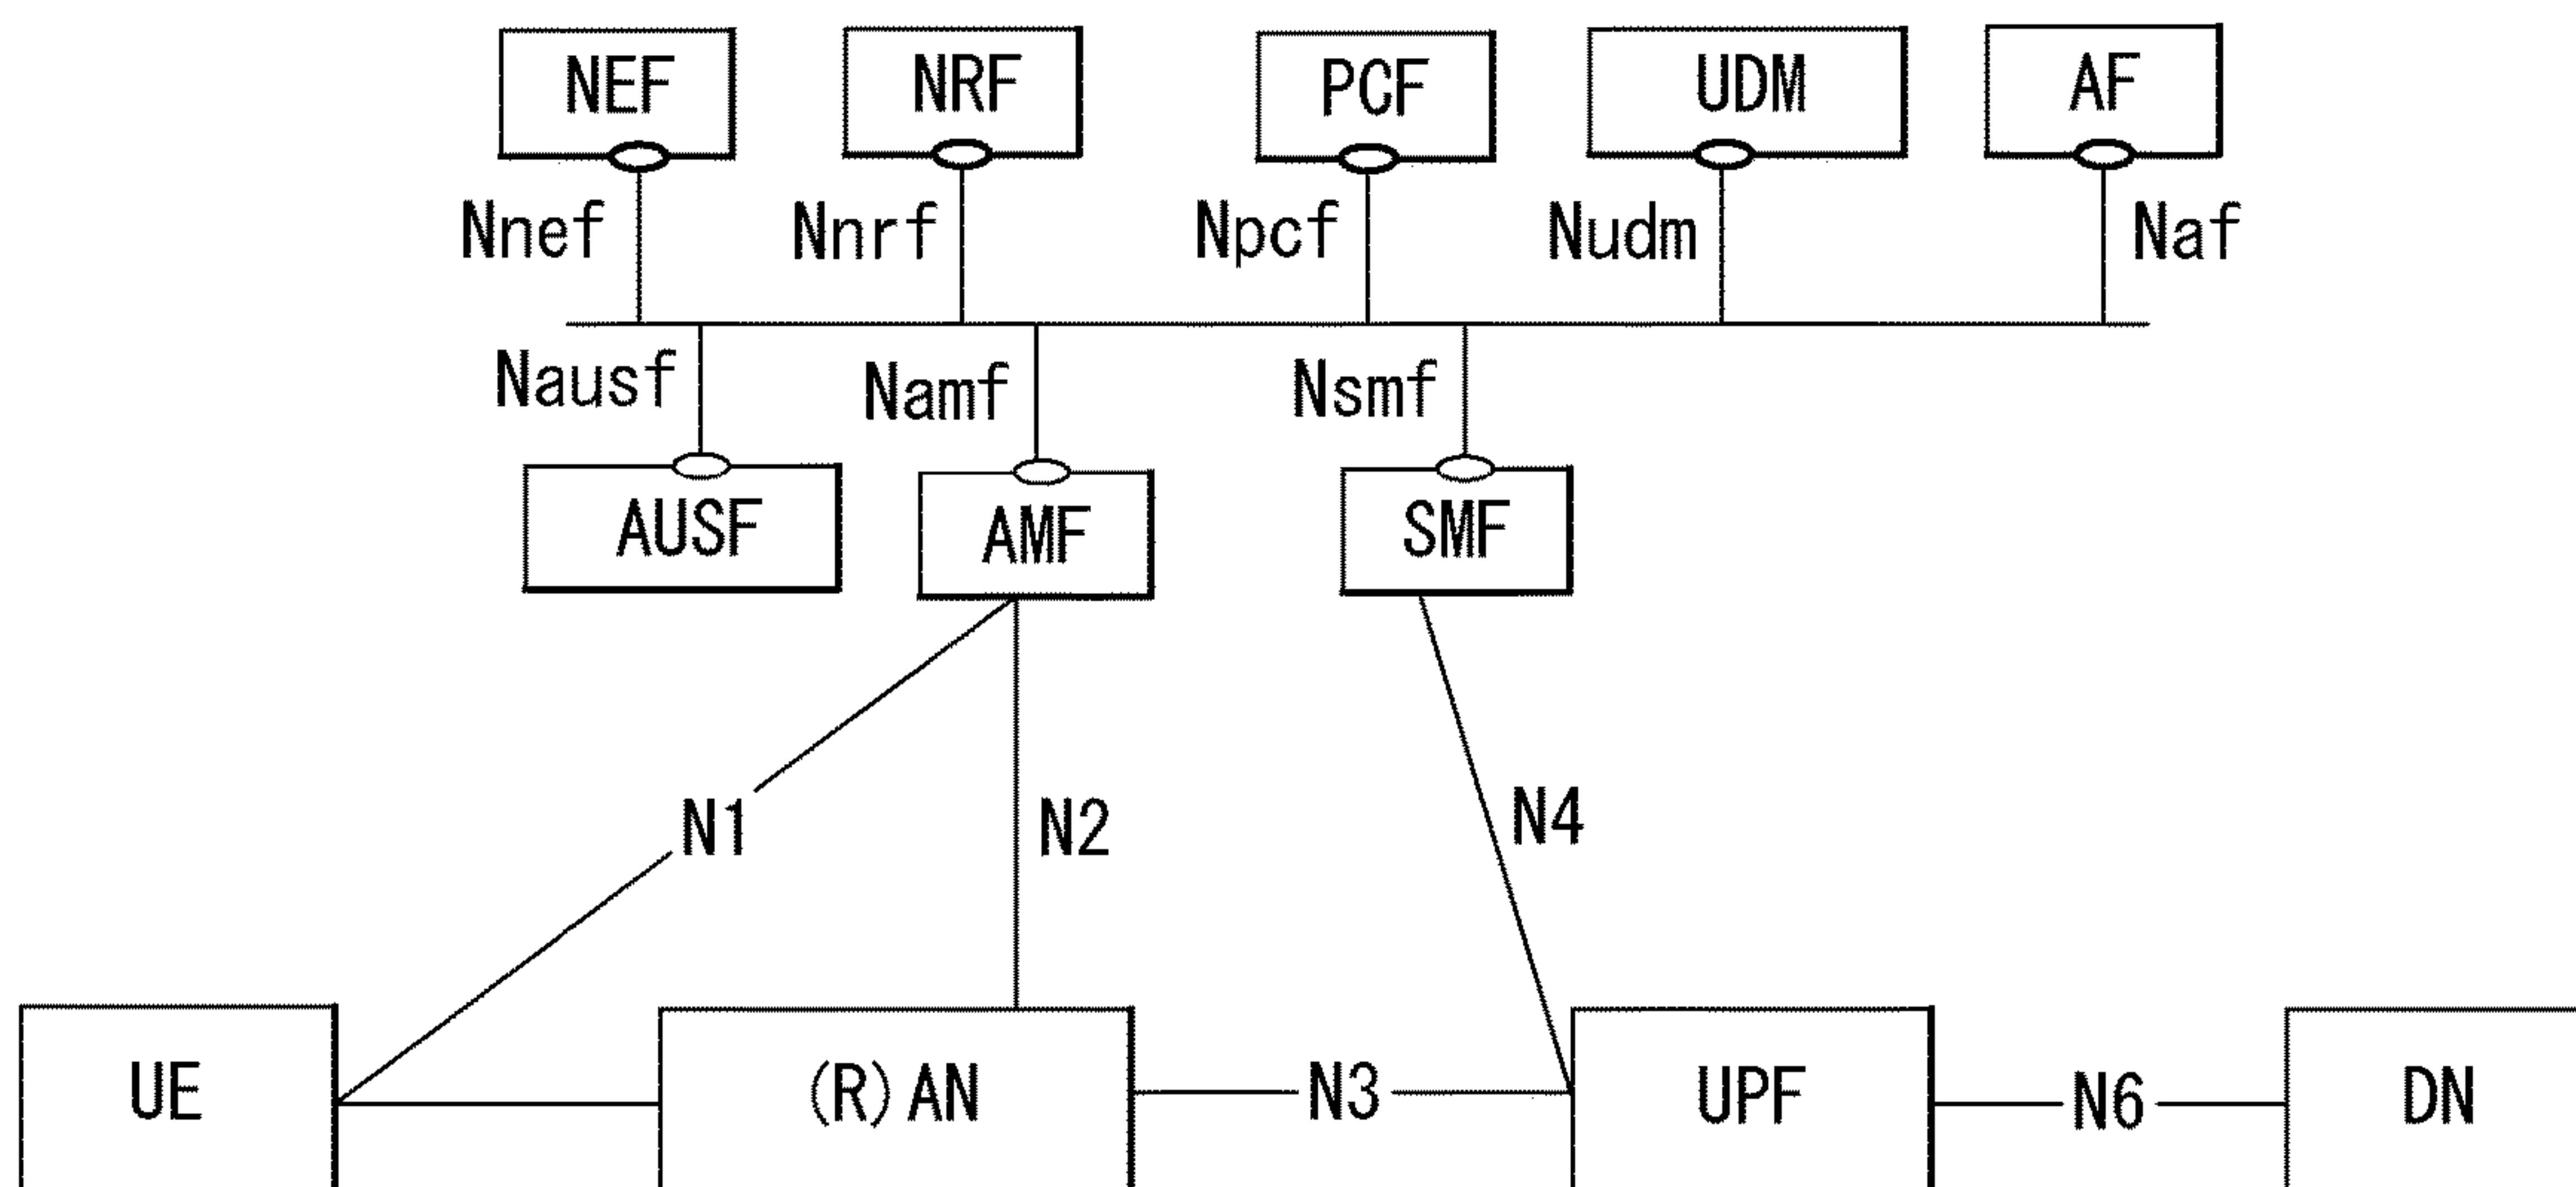 NEF NRF PCF UDM AF
Nnef Nnrf Npcf Nudm Naf
Nausf Namf Nsmf
AUSF AMF SMF
N1 N2 N4
UE (R)AN N3 UPF N6 DN